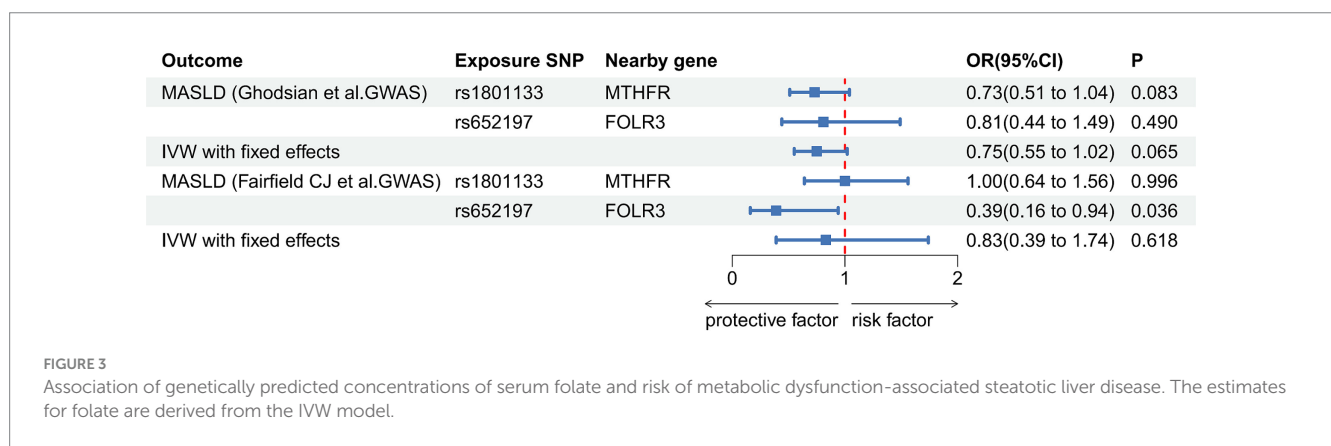 Outcome Exposure SNP Nearby gene OR(95%CI) P
MASLD (Ghodsian et al.GWAS) rs1801133 MTHFR 0.73(0.51 to 1.04) 0.083
rs652197 FOLR3 0.81(0.44 to 1.49) 0.490
IVW with fixed effects 0.75(0.55 to 1.02) 0.065
MASLD (Fairfield CJ et al.GWAS) rs1801133 MTHFR 1.00(0.64 to 1.56) 0.996
rs652197 FOLR3 0.39(0.16 to 0.94) 0.036
IVW with fixed effects 0.83(0.39 to 1.74) 0.618
0 1 2
protective factor risk factor
FIGURE 3
Association of genetically predicted concentrations of serum folate and risk of metabolic dysfunction-associated steatotic liver disease. The estimates
for folate are derived from the IVW model.